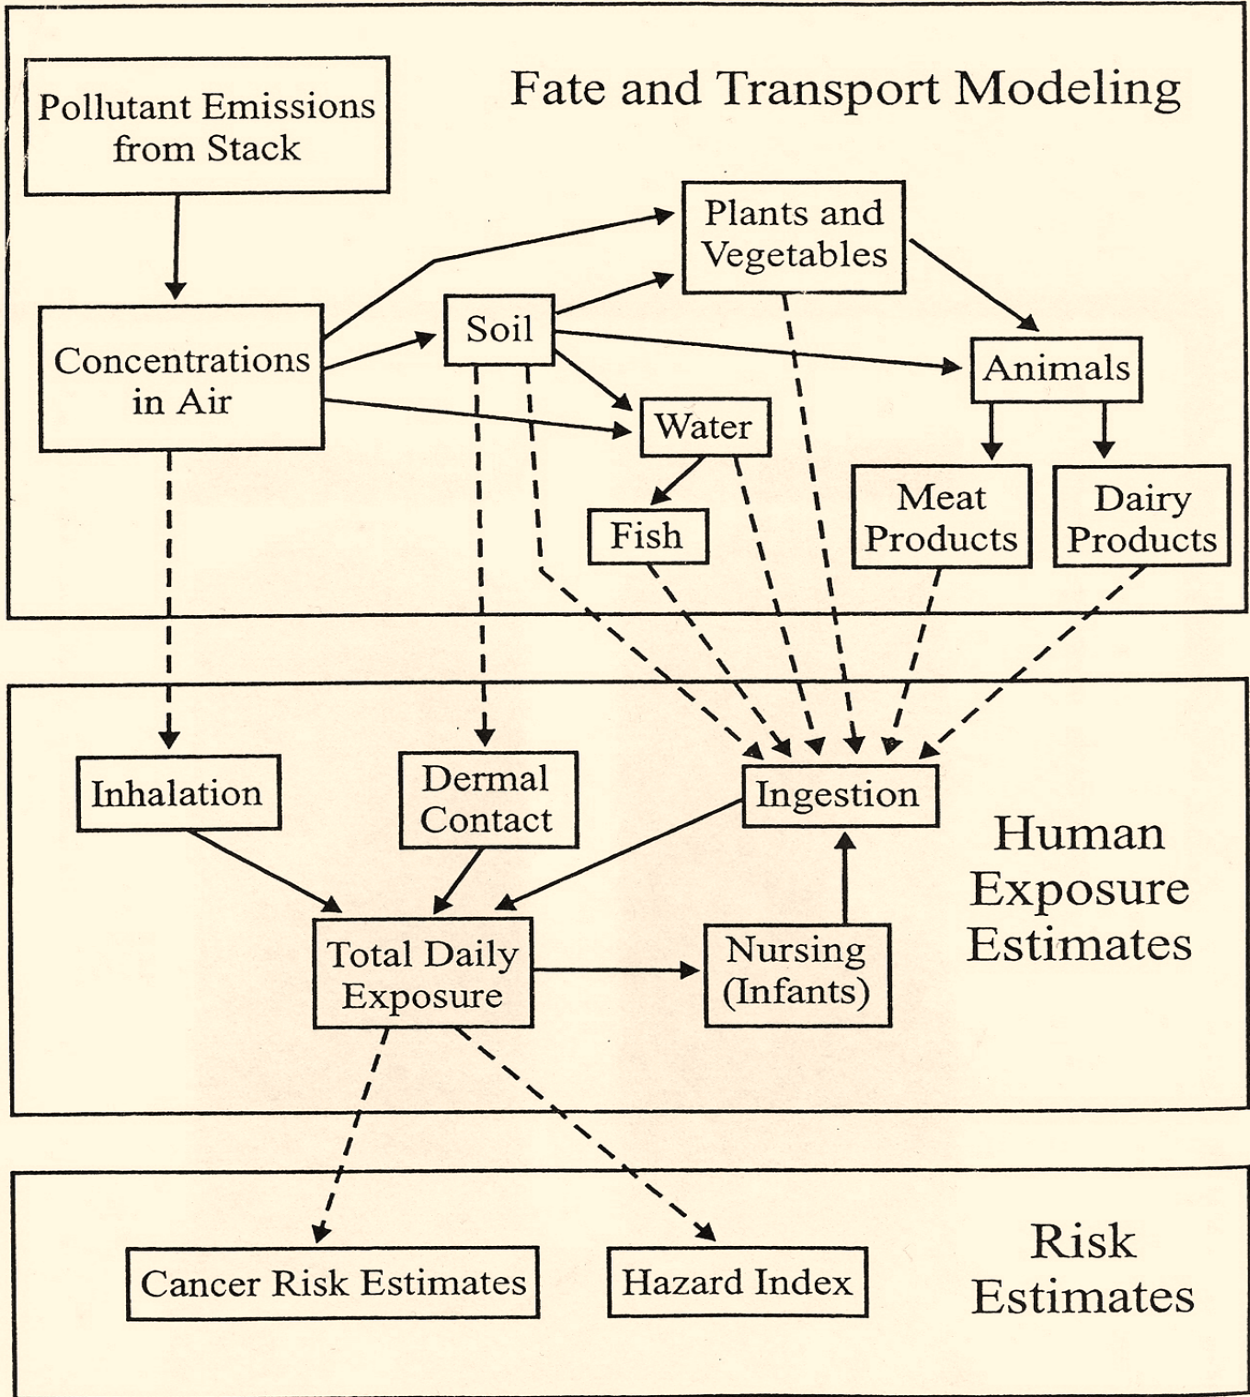 Fate and Transport Modeling
Pollutant Emissions
from Stack
Plants and
Vegetables
Soil
Concentrations
in Air
Animals
Water
Meat
Products
Dairy
Products
Fish
Inhalation
Dermal
Contact
Ingestion
Human
Exposure
Estimates
Total Daily
Exposure
Nursing
(Infants)
Risk
Estimates
Cancer Risk Estimates
Hazard Index